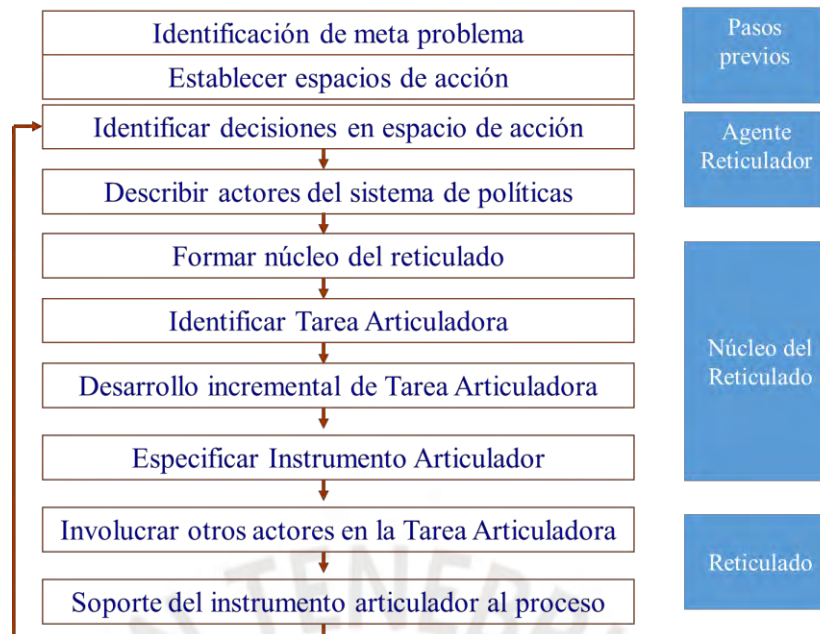 Identificación de meta problema
Establecer espacios de acción
Identificar decisiones en espacio de acción
Describir actores del sistema de políticas
Formar núcleo del reticulado
Identificar Tarea Articuladora
Desarrollo incremental de Tarea Articuladora
Especificar Instrumento Articulador
Involucrar otros actores en la Tarea Articuladora
Soporte del instrumento articulador al proceso
Pasos
previos
Agente
Reticulador
Núcleo del
Reticulado
Reticulado
TENEBR